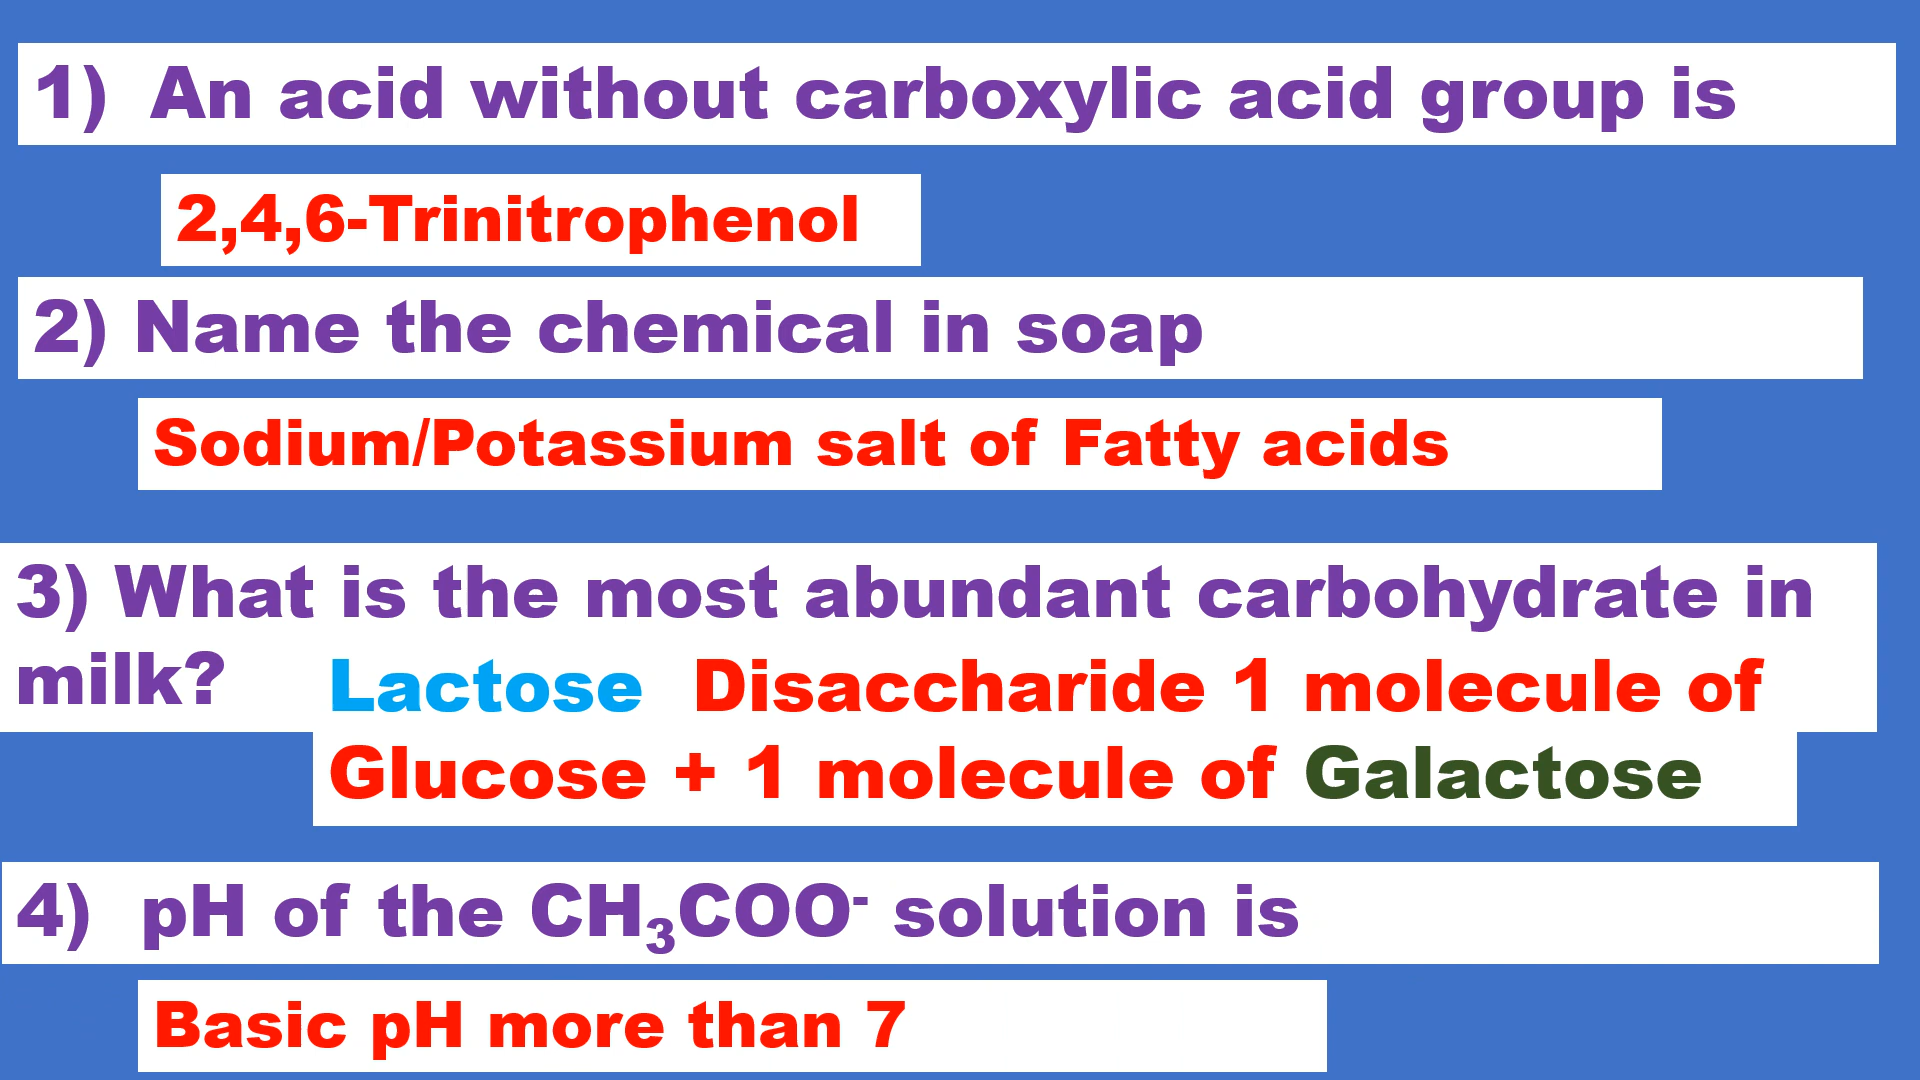 1)  An acid without carboxylic acid group is
2,4,6-Trinitrophenol
2) Name the chemical in soap
Sodium/Potassium salt of Fatty acids
3) What is the most abundant carbohydrate in
milk?
Lactose  Disaccharide 1 molecule of
Glucose + 1 molecule of Galactose
4)  pH of the CH₃COO⁻ solution is
Basic pH more than 7